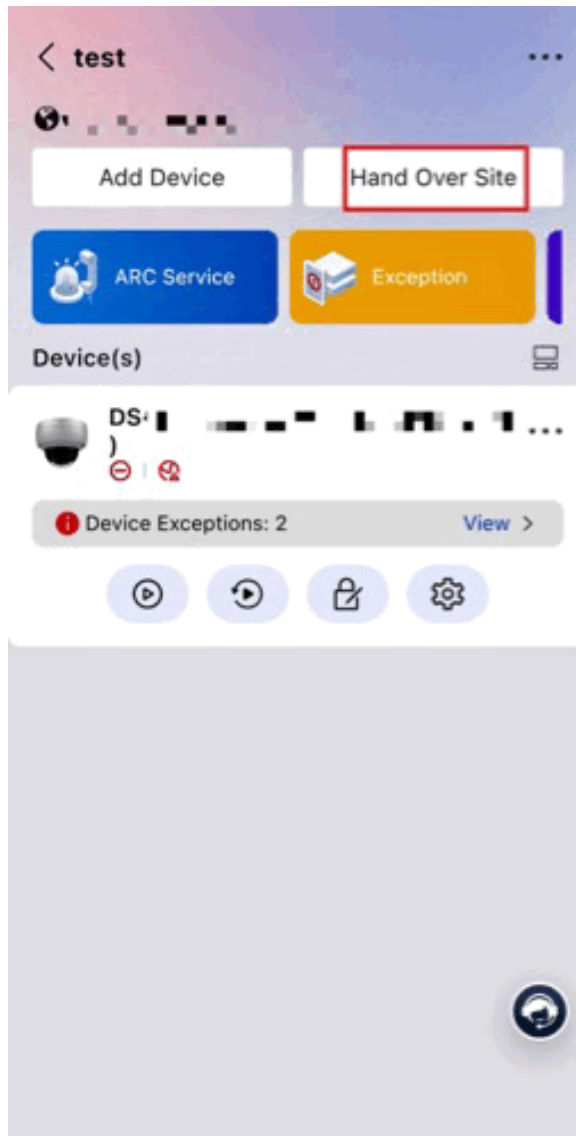 test
Add Device
Hand Over Site
ARC Service
Exception
Device(s)
DS-
)
Device Exceptions: 2
View >